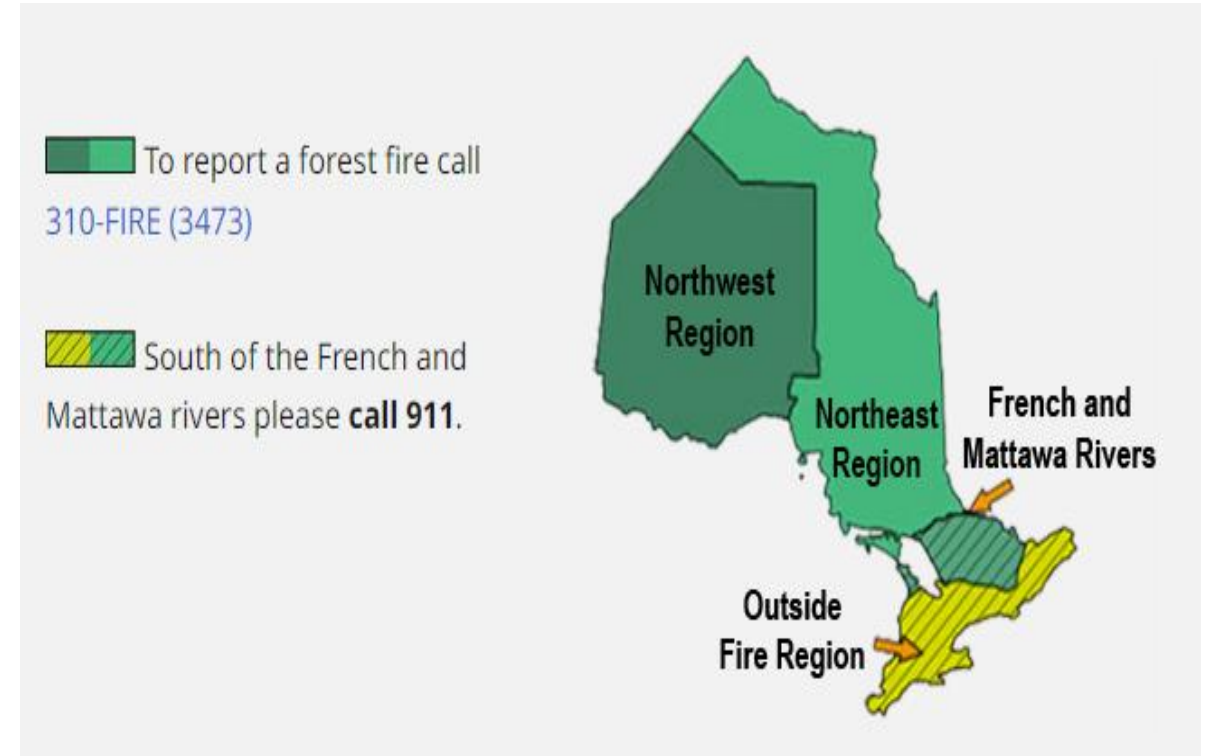 To report a forest fire call
310-FIRE (3473)
South of the French and
Mattawa rivers please call 911.
Northwest
Region
Northeast
Region
French and
Mattawa Rivers
Outside
Fire Region